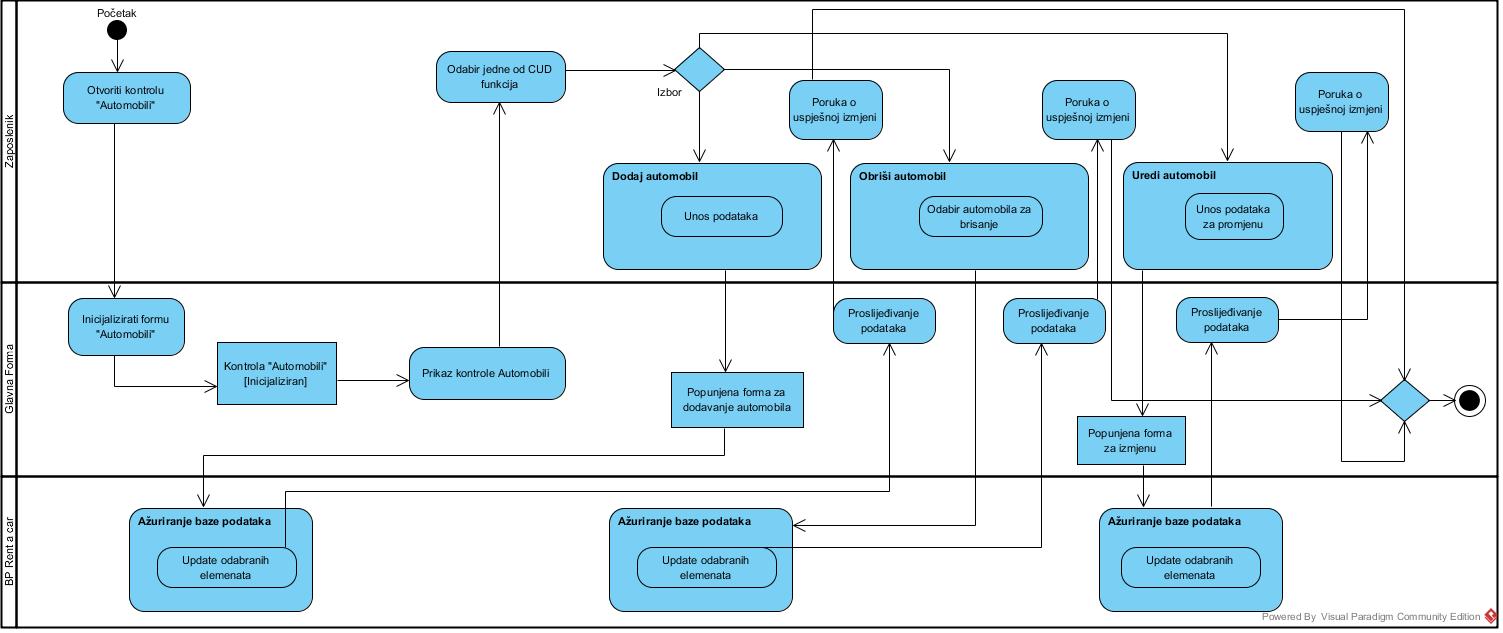 Zaposlenik
Početak
Otvoriti kontrolu
"Automobili"
Odabir jedne od CUD
funkcija
Izbor
Poruka o
uspješnoj izmjeni
Poruka o
uspješnoj izmjeni
Poruka o
uspješnoj izmjeni
Dodaj automobil
Unos podataka
Obriši automobil
Odabir automobila za
brisanje
Uredi automobil
Unos podataka
za promjenu
Glavna Forma
Inicijalizirati formu
"Automobili"
Kontrola "Automobili"
[Inicijaliziran]
Prikaz kontrole Automobili
Popunjena forma za
dodavanje automobila
Proslijeđivanje
podataka
Proslijeđivanje
podataka
Proslijeđivanje
podataka
Popunjena forma
za izmjenu
BP Rent a car
Ažuriranje baze podataka
Update odabranih
elemenata
Ažuriranje baze podataka
Update odabranih
elemenata
Ažuriranje baze podataka
Update odabranih
elemenata
Powered By Visual Paradigm Community Edition